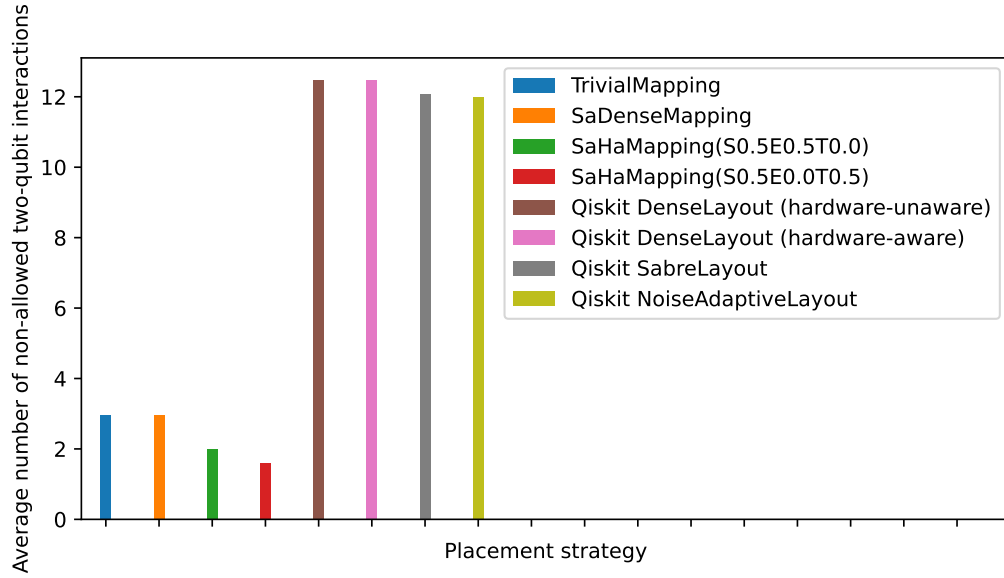 Average number of non-allowed two-qubit interactions
12
10
8
6
4
2
0
TrivialMapping
SaDenseMapping
SaHaMapping(S0.5E0.5T0.0)
SaHaMapping(S0.5E0.0T0.5)
Qiskit DenseLayout (hardware-unaware)
Qiskit DenseLayout (hardware-aware)
Qiskit SabreLayout
Qiskit NoiseAdaptiveLayout
Placement strategy